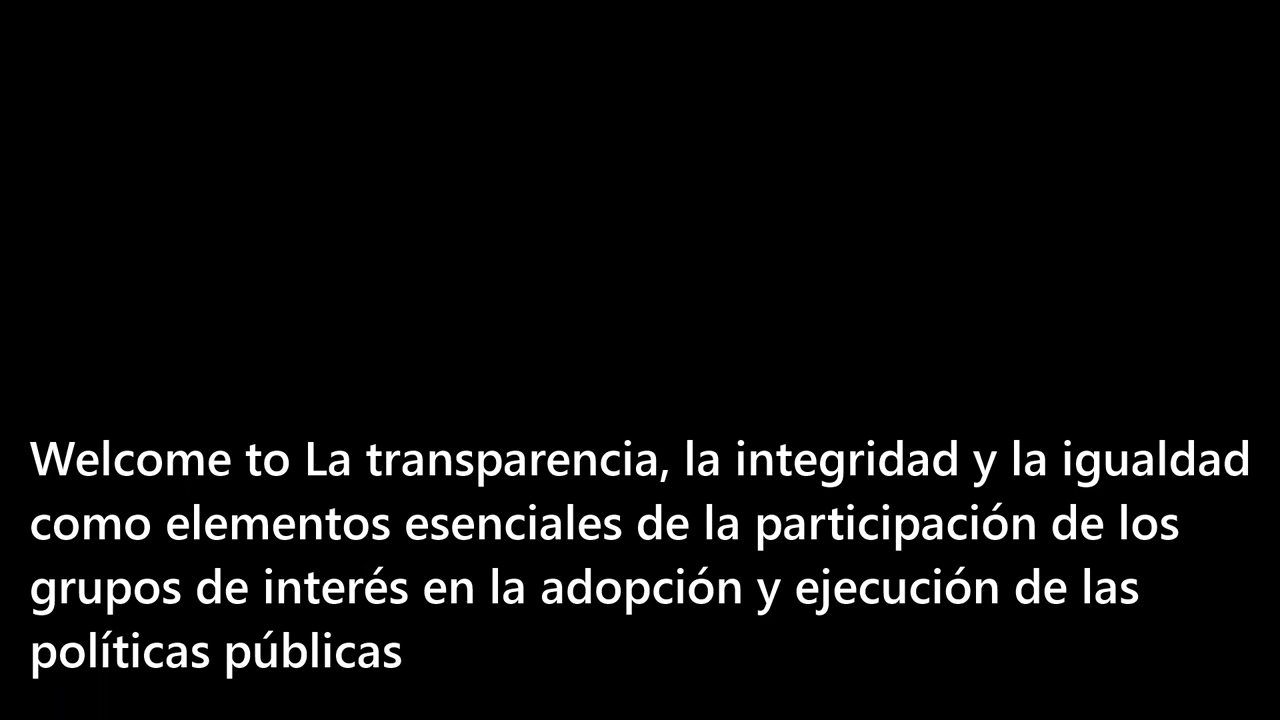 Welcome to La transparencia, la integridad y la igualdad
como elementos esenciales de la participación de los
grupos de interés en la adopción y ejecución de las
políticas públicas